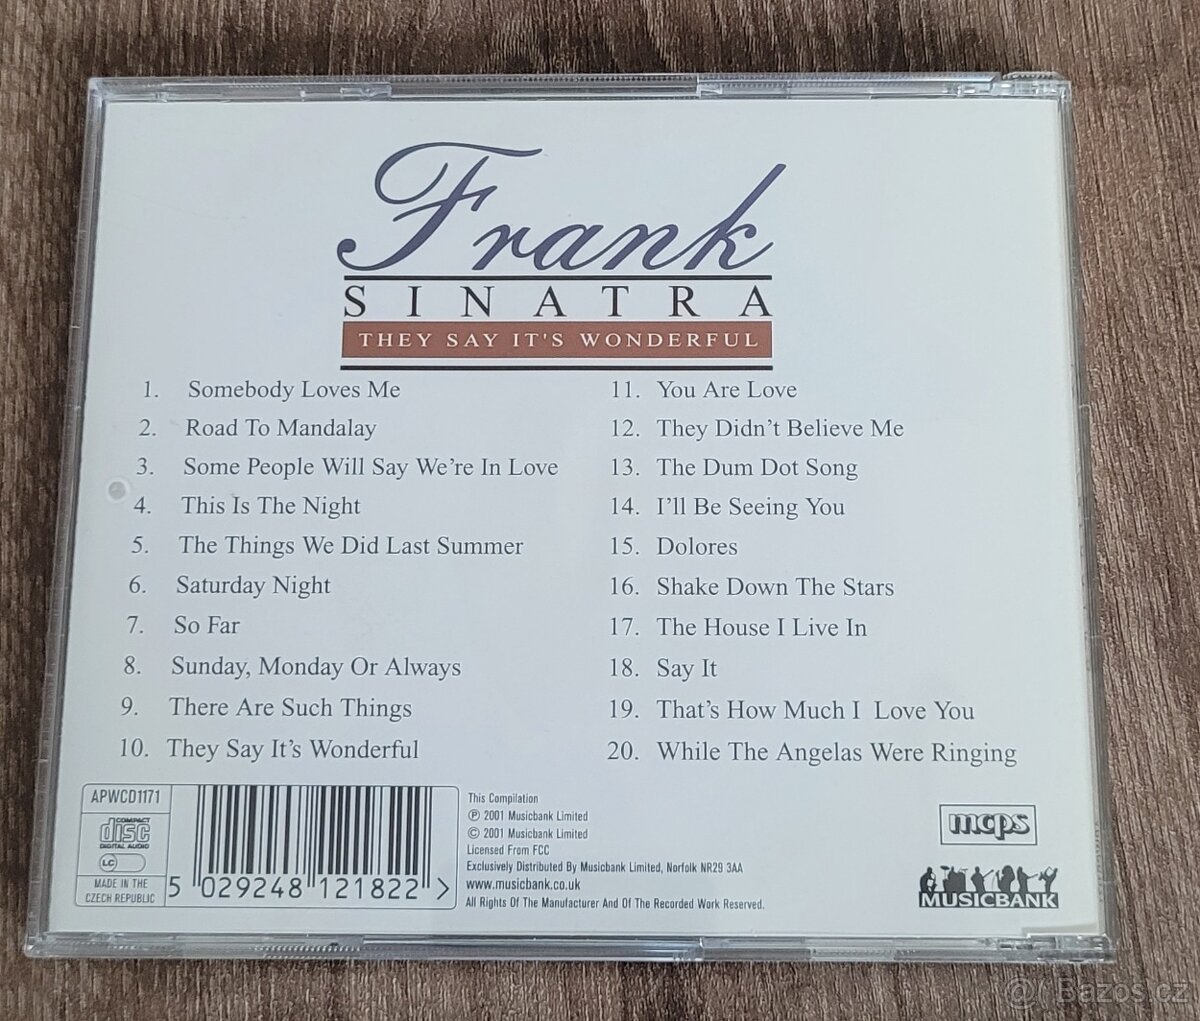 Frank
SINATRA
THEY SAY IT'S WONDERFUL
1. Somebody Loves Me
2. Road To Mandalay
3. Some People Will Say We're In Love
4. This Is The Night
5. The Things We Did Last Summer
6. Saturday Night
7. So Far
8. Sunday, Monday Or Always
9. There Are Such Things
10. They Say It's Wonderful
11. You Are Love
12. They Didn't Believe Me
13. The Dum Dot Song
14. I'll Be Seeing You
15. Dolores
16. Shake Down The Stars
17. The House I Live In
18. Say It
19. That's How Much I Love You
20. While The Angelas Were Ringing
APWCD1171
COMPACT
disc
DIGITAL AUDIO
LC
MADE IN THE
CZECH REPUBLIC
5 029248 121822 >
This Compilation
℗ 2001 Musicbank Limited
© 2001 Musicbank Limited
Licensed From FCC
Exclusively Distributed By Musicbank Limited, Norfolk NR29 3AA
www.musicbank.co.uk
All Rights Of The Manufacturer And Of The Recorded Work Reserved.
mcps
MUSICBANK
Bazos.cz